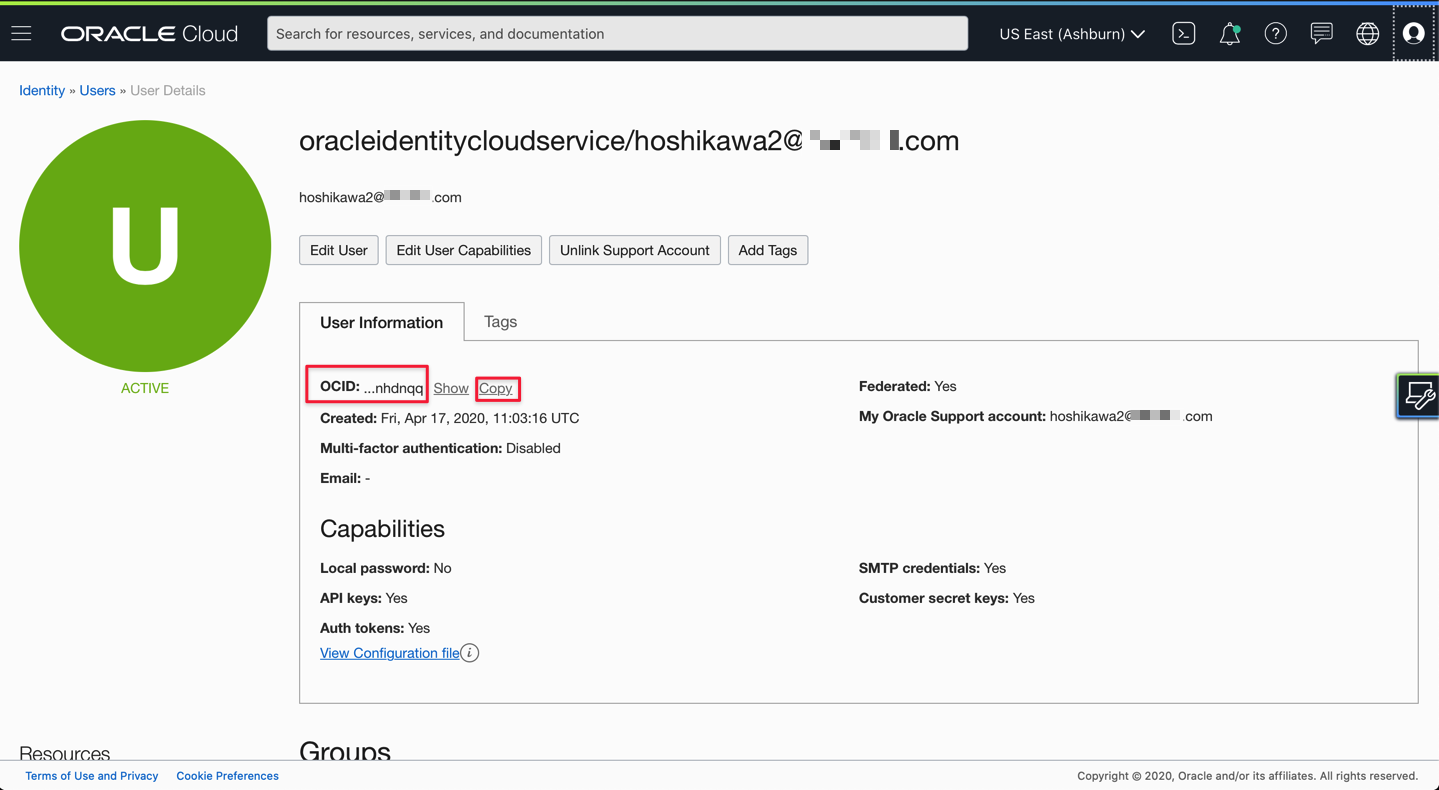 ORACLE Cloud
Search for resources, services, and documentation
US East (Ashburn)
Identity » Users » User Details
U
ACTIVE
oracleidentitycloudservice/hoshikawa2@ .com
hoshikawa2@ .com
Edit User Edit User Capabilities Unlink Support Account Add Tags
User Information Tags
OCID: ...nhdnqq Show Copy
Federated: Yes
Created: Fri, Apr 17, 2020, 11:03:16 UTC
My Oracle Support account: hoshikawa2@ .com
Multi-factor authentication: Disabled
Email: -
Capabilities
Local password: No
SMTP credentials: Yes
API keys: Yes
Customer secret keys: Yes
Auth tokens: Yes
View Configuration file i
Resources
Groups
Terms of Use and Privacy Cookie Preferences
Copyright © 2020, Oracle and/or its affiliates. All rights reserved.